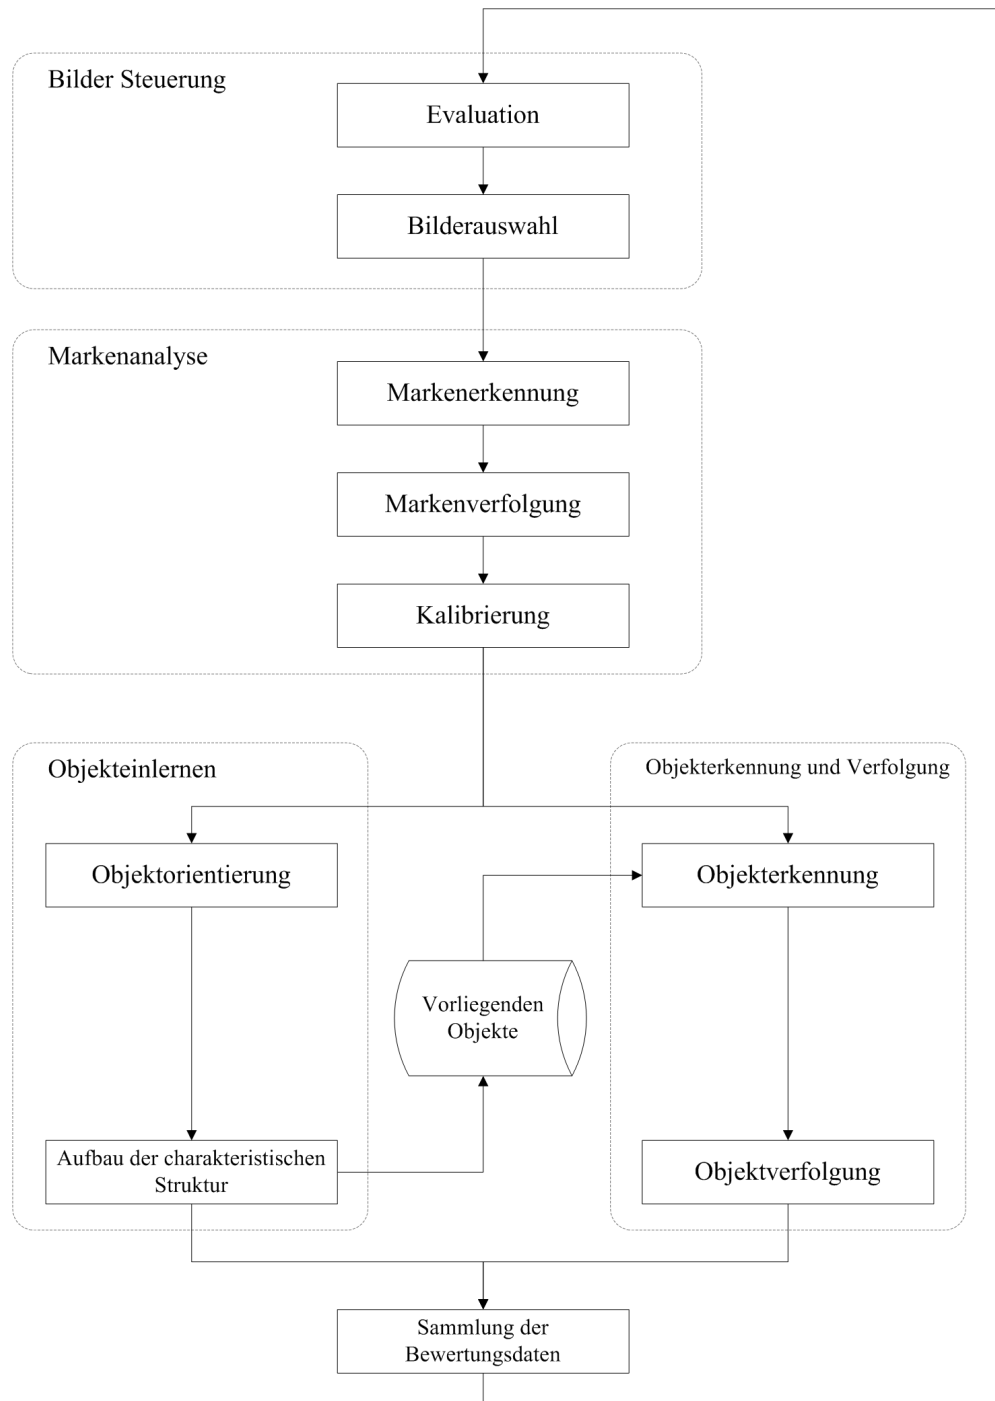 Bilder Steuerung
Evaluation
Bilderauswahl
Markenanalyse
Markenerkennung
Markenverfolgung
Kalibrierung
Objekteinlernen
Objekterkennung und Verfolgung
Objektorientierung
Objekterkennung
Vorliegenden
Objekte
Aufbau der charakteristischen
Struktur
Objektverfolgung
Sammlung der
Bewertungsdaten